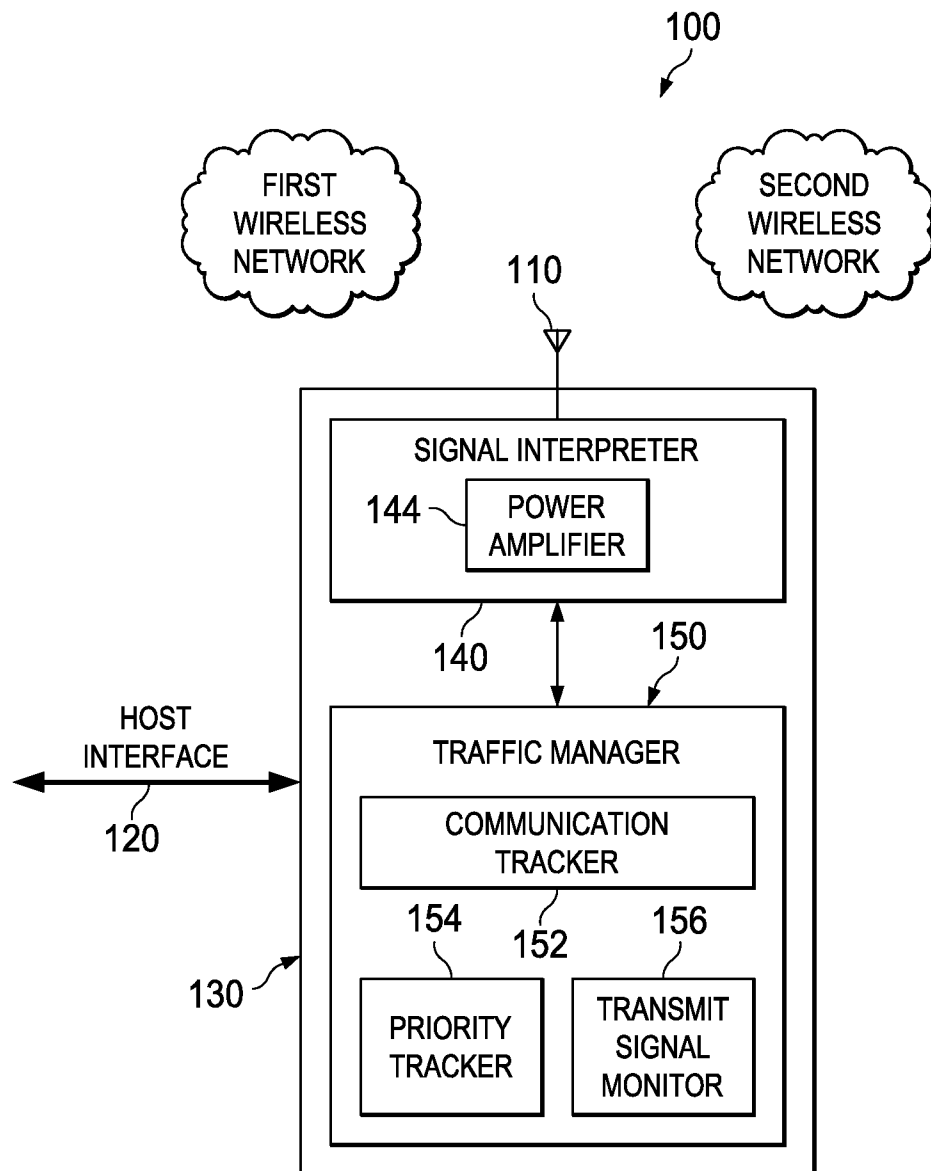 100
FIRST
WIRELESS
NETWORK
SECOND
WIRELESS
NETWORK
110
SIGNAL INTERPRETER
144
POWER
AMPLIFIER
140
150
HOST
INTERFACE
120
TRAFFIC MANAGER
COMMUNICATION
TRACKER
154
152
156
130
PRIORITY
TRACKER
TRANSMIT
SIGNAL
MONITOR